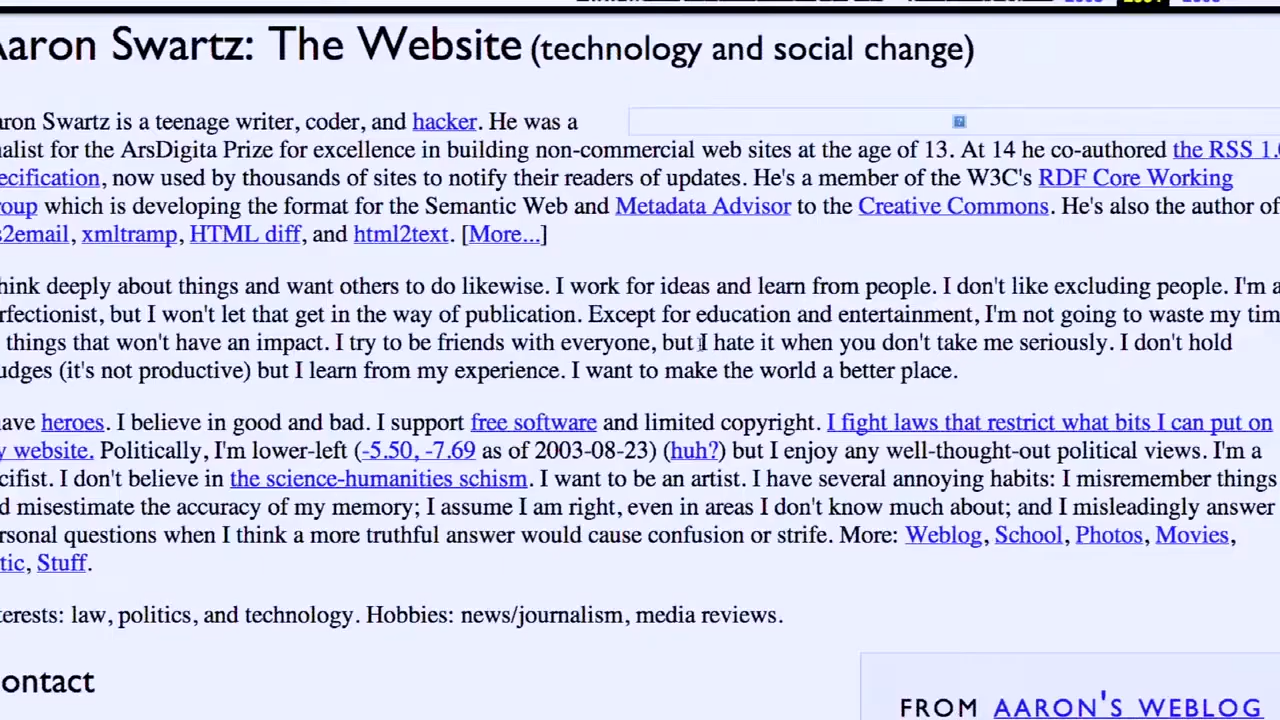 2004
Aaron Swartz: The Website (technology and social change)
aron Swartz is a teenage writer, coder, and hacker. He was a
nalist for the ArsDigita Prize for excellence in building non-commercial web sites at the age of 13. At 14 he co-authored the RSS 1.0
ecification, now used by thousands of sites to notify their readers of updates. He's a member of the W3C's RDF Core Working
roup which is developing the format for the Semantic Web and Metadata Advisor to the Creative Commons. He's also the author of
s2email, xmltramp, HTML diff, and html2text. [More...]
hink deeply about things and want others to do likewise. I work for ideas and learn from people. I don't like excluding people. I'm a
rfectionist, but I won't let that get in the way of publication. Except for education and entertainment, I'm not going to waste my tim
things that won't have an impact. I try to be friends with everyone, but I hate it when you don't take me seriously. I don't hold
udges (it's not productive) but I learn from my experience. I want to make the world a better place.
ave heroes. I believe in good and bad. I support free software and limited copyright. I fight laws that restrict what bits I can put on
y website. Politically, I'm lower-left (-5.50, -7.69 as of 2003-08-23) (huh?) but I enjoy any well-thought-out political views. I'm a
cifist. I don't believe in the science-humanities schism. I want to be an artist. I have several annoying habits: I misremember things
d misestimate the accuracy of my memory; I assume I am right, even in areas I don't know much about; and I misleadingly answer
rsonal questions when I think a more truthful answer would cause confusion or strife. More: Weblog, School, Photos, Movies,
tic, Stuff.
terests: law, politics, and technology. Hobbies: news/journalism, media reviews.
ontact
FROM AARON'S WEBLOG